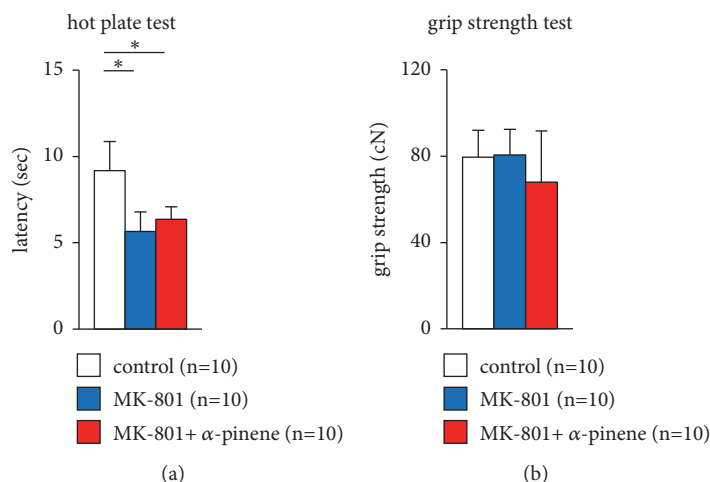 hot plate test
*
*
15
10
5
0
latency (sec)
control (n=10)
MK-801 (n=10)
MK-801+ α-pinene (n=10)
(a)
grip strength test
120
80
40
0
grip strength (cN)
control (n=10)
MK-801 (n=10)
MK-801+ α-pinene (n=10)
(b)